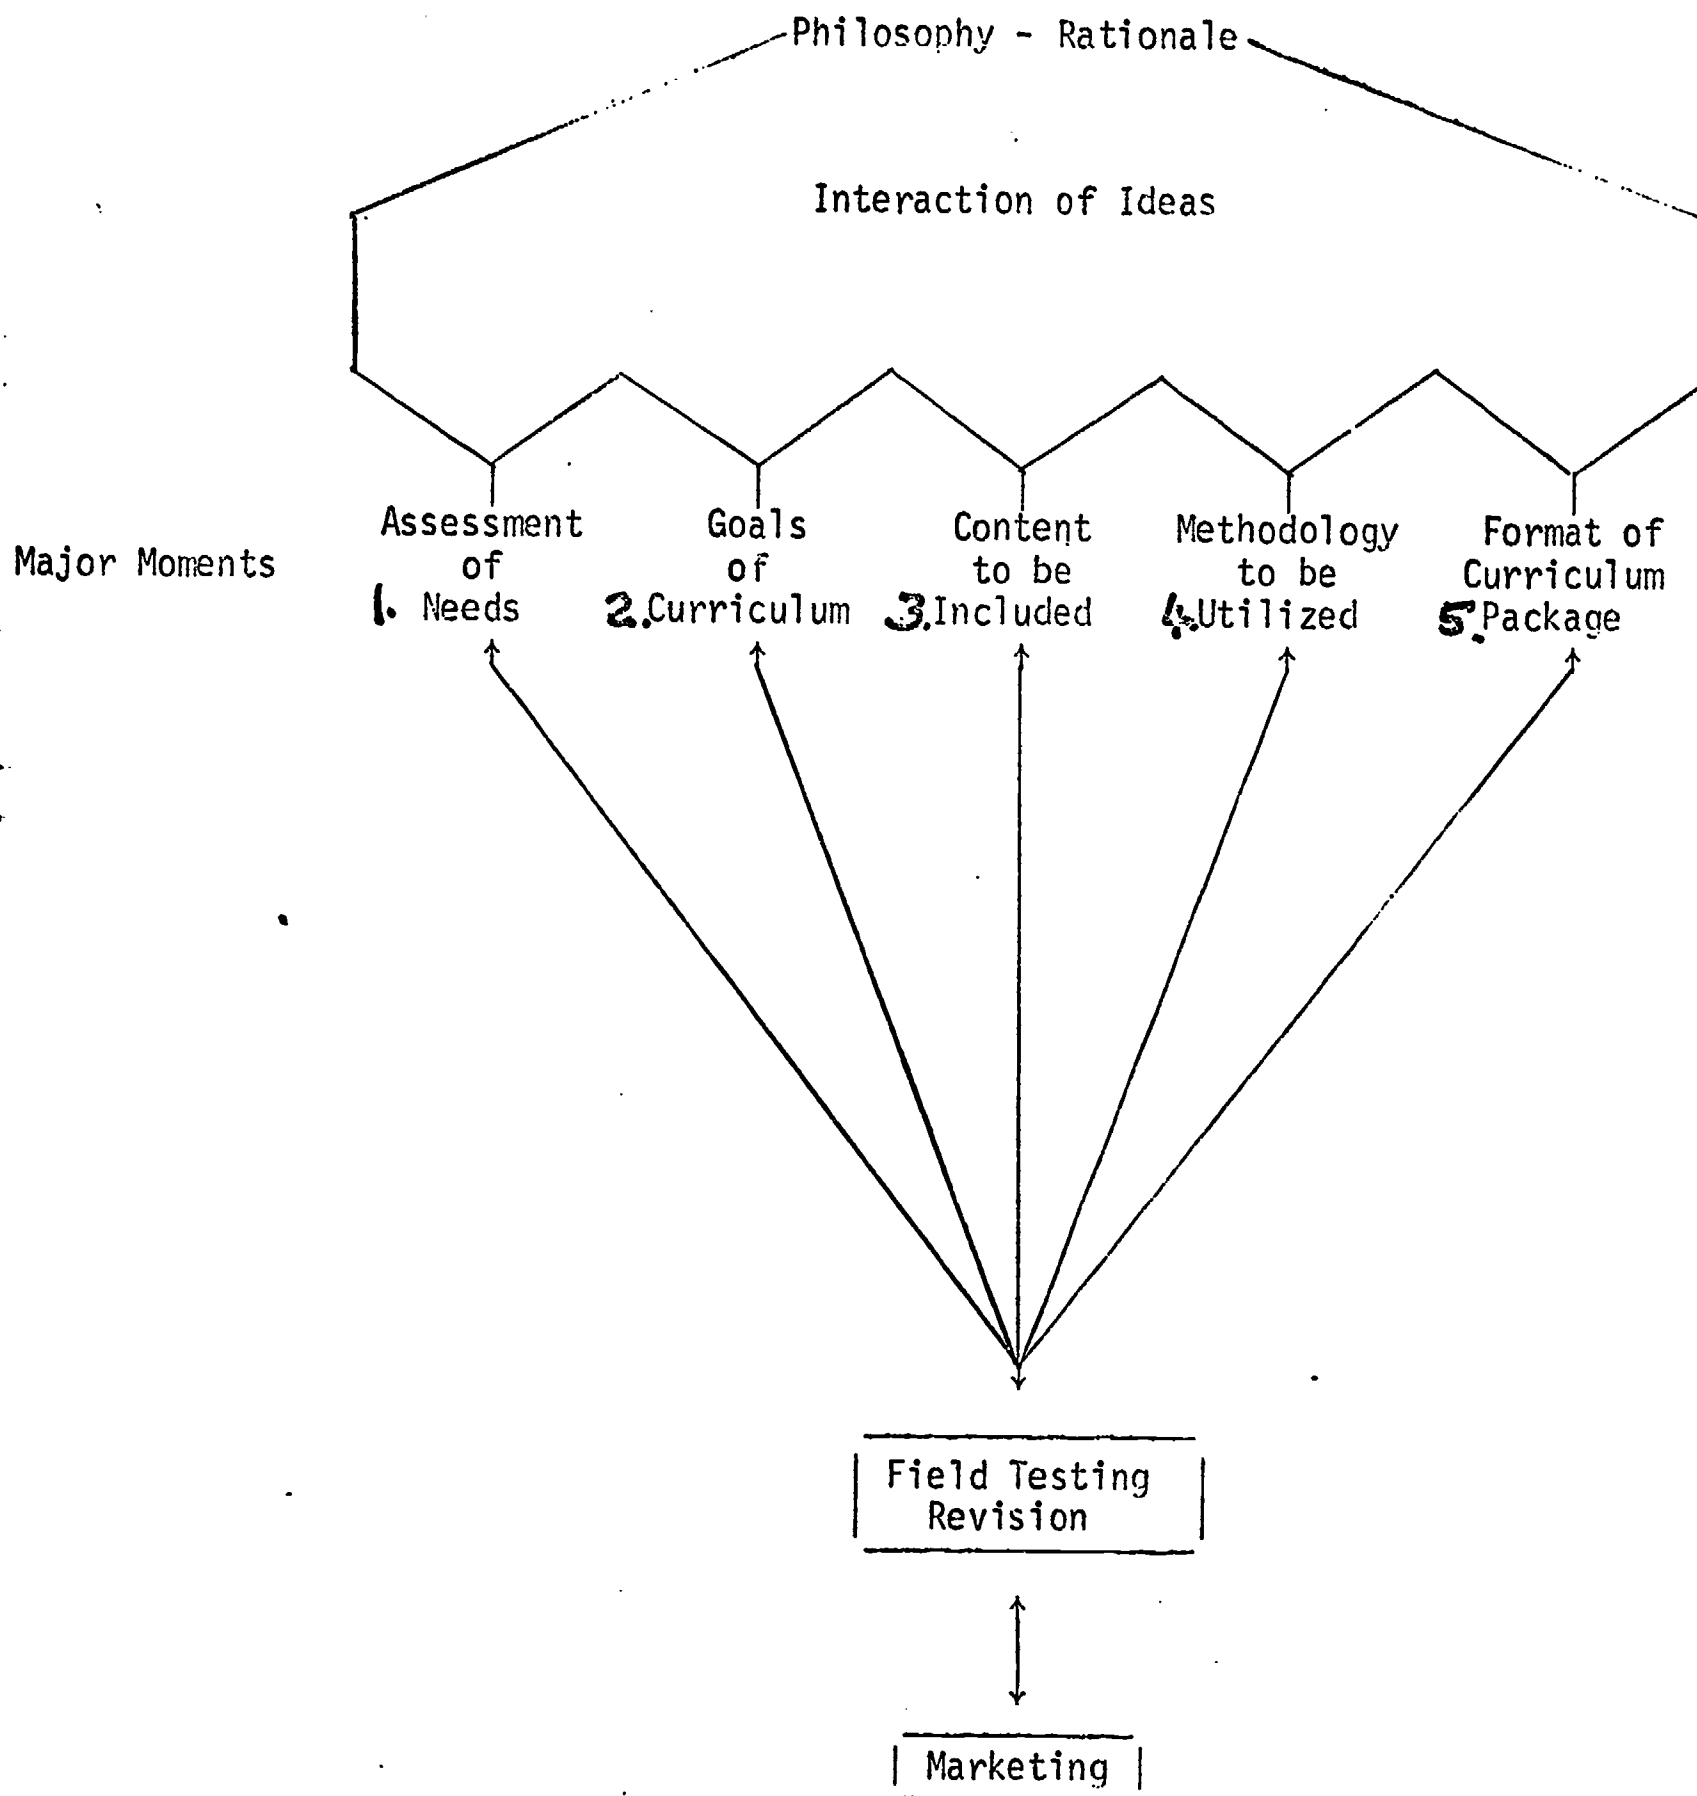 Philosophy - Rationale
Interaction of Ideas
Major Moments
Assessment
of
1. Needs
Goals
of
2. Curriculum
Content
to be
3. Included
Methodology
to be
4. Utilized
Format of
Curriculum
5. Package
Field Testing
Revision
Marketing